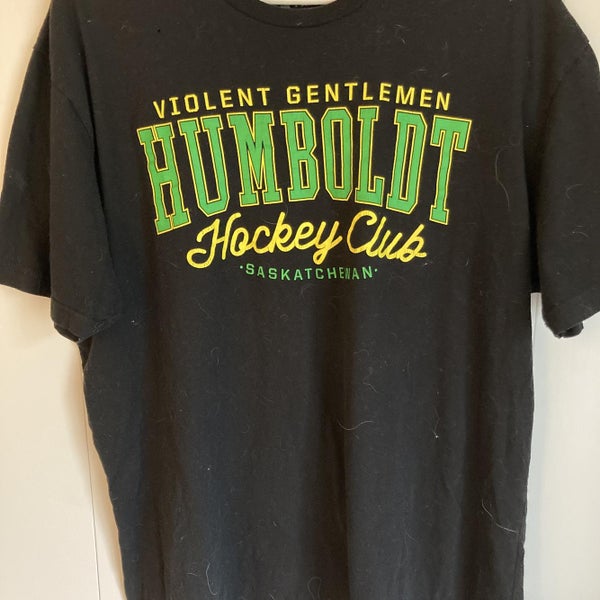 VIOLENT GENTLEMEN
HUMBOLDT
Hockey Club
·SASKATCHEWAN·